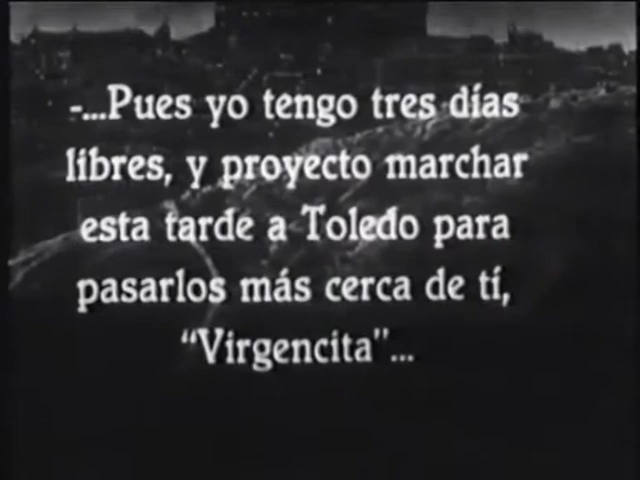 -...Pues yo tengo tres días
libres, y proyecto marchar
esta tarde a Toledo para
pasarlos más cerca de tí,
“Virgencita”...